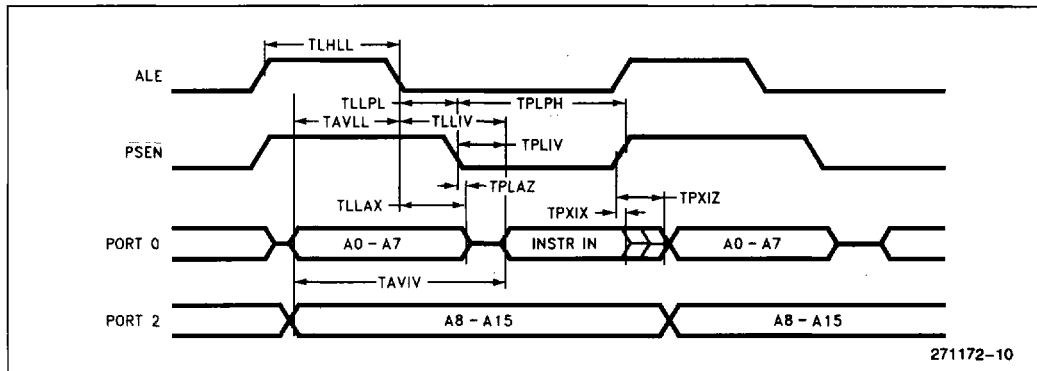 TLHLL
ALE
TLLPL
TPLPH
TAVLL
TLLIV
PSEN
TPLIV
TPLAZ
TLLAX
TPXIZ
TPXIX
PORT 0
A0-A7
INSTR IN
A0-A7
TAVIV
PORT 2
A8-A15
A8-A15
271172-10